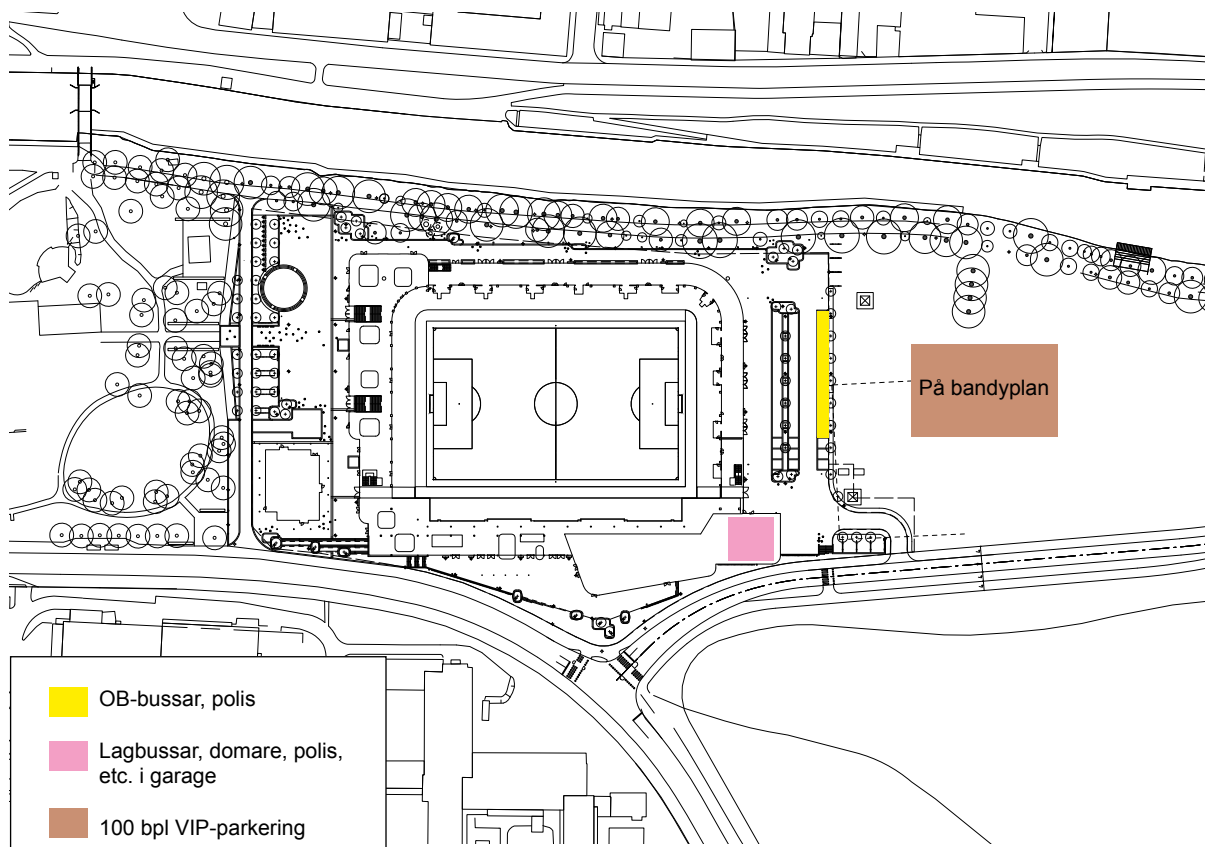 På bandyplan
OB-bussar, polis
Lagbussar, domare, polis,
etc. i garage
100 bpl VIP-parkering